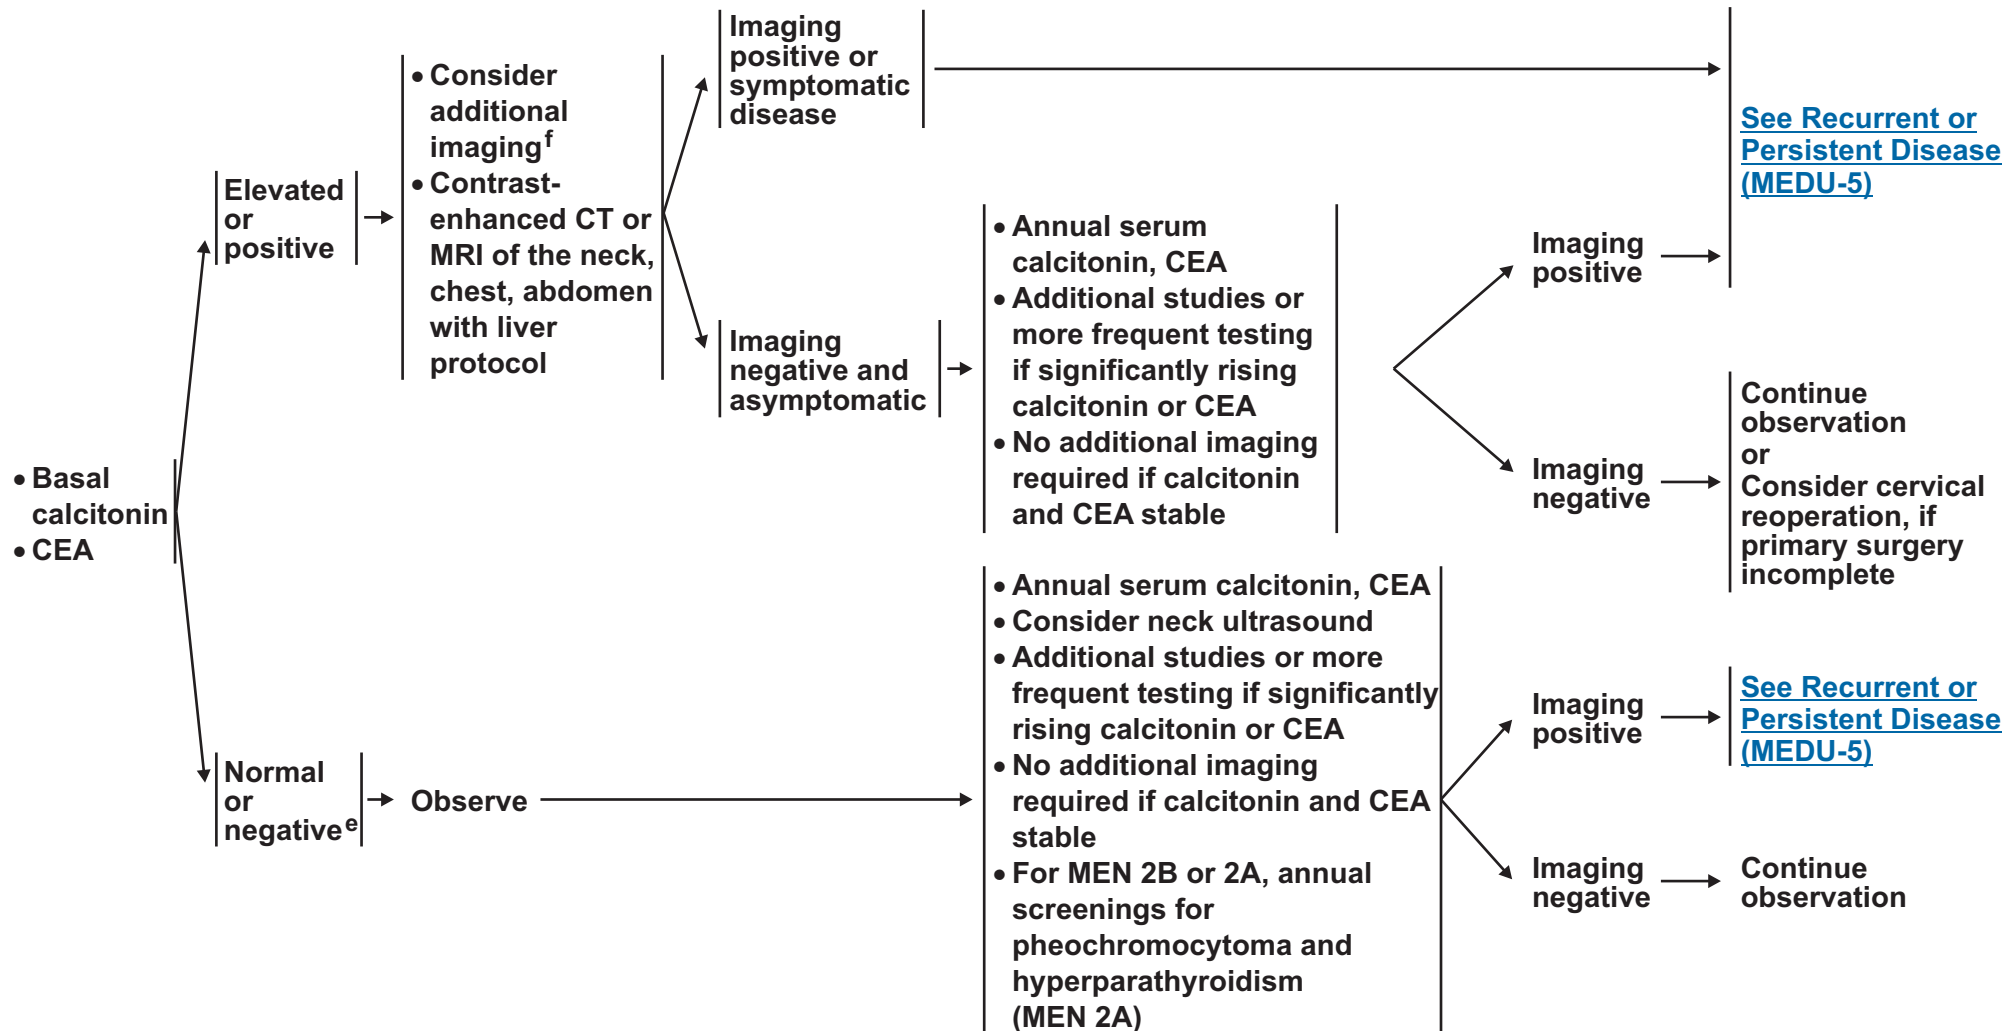 • Basal
calcitonin
• CEA
Elevated
or
positive
• Consider
additional
imaging f
• Contrast-
enhanced CT or
MRI of the neck,
chest, abdomen
with liver
protocol
Imaging
positive or
symptomatic
disease
See Recurrent or
Persistent Disease
(MEDU-5)
Imaging
negative and
asymptomatic
• Annual serum
calcitonin, CEA
• Additional studies or
more frequent testing
if significantly rising
calcitonin or CEA
• No additional imaging
required if calcitonin
and CEA stable
Imaging
positive
Imaging
negative
Continue
observation
or
Consider cervical
reoperation, if
primary surgery
incomplete
Normal
or
negative e
Observe
• Annual serum calcitonin, CEA
• Consider neck ultrasound
• Additional studies or more
frequent testing if significantly
rising calcitonin or CEA
• No additional imaging
required if calcitonin and CEA
stable
• For MEN 2B or 2A, annual
screenings for
pheochromocytoma and
hyperparathyroidism
(MEN 2A)
Imaging
positive
See Recurrent or
Persistent Disease
(MEDU-5)
Imaging
negative
Continue
observation